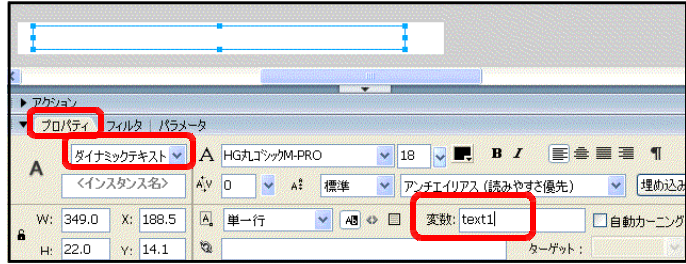 アクション
プロパティ フィルタ パラメータ
A ダイナミックテキスト A HG丸ゴシックM-PRO 18 B I ¶
<インスタンス名> A|V 0 標準 アンチエイリアス (読みやすさ優先) 埋め込み
W: 349.0 X: 188.5 単一行 AB <> 変数: text1 自動カーニング
H: 22.0 Y: 14.1 ターゲット: